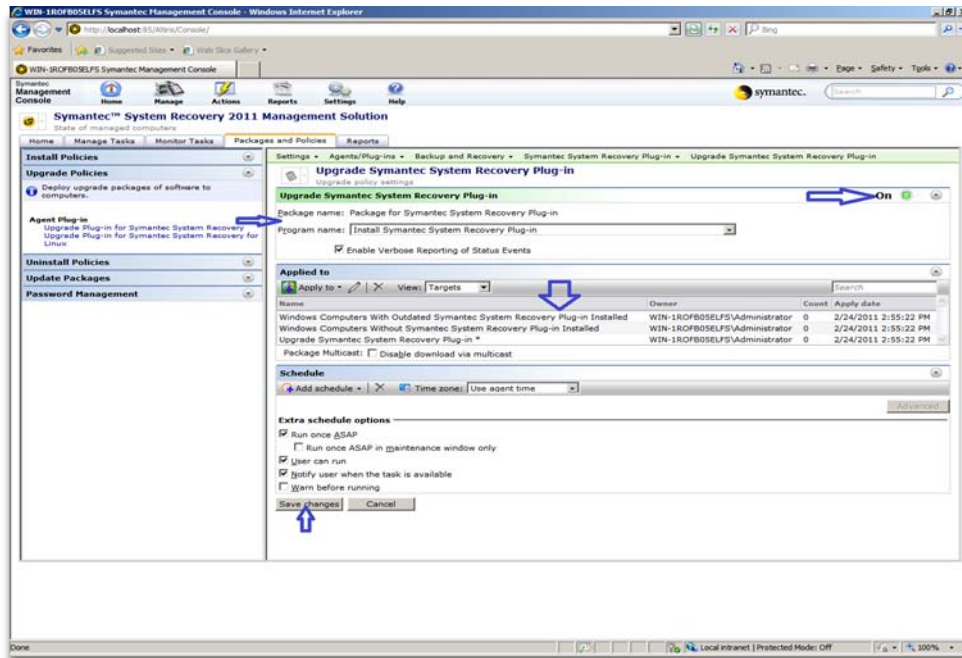 WIN-1ROFB05ELFS Symantec Management Console - Windows Internet Explorer
http://localhost:85/Altiris/Console/
Bing
Favorites Suggested Sites Web Slice Gallery
WIN-1ROFB05ELFS Symantec Management Console
Page Safety Tools
Symantec Management Console
Home Manage Actions Reports Settings Help
symantec.
Search
Symantec™ System Recovery 2011 Management Solution
State of managed computers
Home Manage Tasks Monitor Tasks Packages and Policies Reports
Install Policies
Upgrade Policies
Deploy upgrade packages of software to
computers.
Agent Plug-in
Upgrade Plug-in for Symantec System Recovery
Upgrade Plug-in for Symantec System Recovery for
Linux
Uninstall Policies
Update Packages
Password Management
Settings Agents/Plug-ins Backup and Recovery Symantec System Recovery Plug-in Upgrade Symantec System Recovery Plug-in
Upgrade Symantec System Recovery Plug-in
Upgrade policy settings
Upgrade Symantec System Recovery Plug-in On
Package name: Package for Symantec System Recovery Plug-in
Program name: Install Symantec System Recovery Plug-in
Enable Verbose Reporting of Status Events
Applied to
Apply to View: Targets Search
Name Owner Count Apply date
Windows Computers With Outdated Symantec System Recovery Plug-in Installed WIN-1ROFB05ELFS\Administrator 0 2/24/2011 2:55:22 PM
Windows Computers Without Symantec System Recovery Plug-in Installed WIN-1ROFB05ELFS\Administrator 0 2/24/2011 2:55:22 PM
Upgrade Symantec System Recovery Plug-in * WIN-1ROFB05ELFS\Administrator 0 2/24/2011 2:55:22 PM
Package Multicast: Disable download via multicast
Schedule
Add schedule Time zone: Use agent time
Advanced
Extra schedule options
Run once ASAP
Run once ASAP in maintenance window only
User can run
Notify user when the task is available
Warn before running
Save changes Cancel
Done
Local intranet | Protected Mode: Off
100%